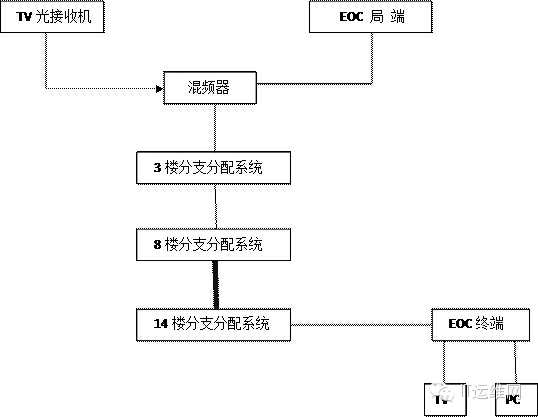 TV 光接收机
EOC 局 端
混频器
3 楼分支分配系统
8 楼分支分配系统
14 楼分支分配系统
EOC 终端
TV
PC
IT运维网